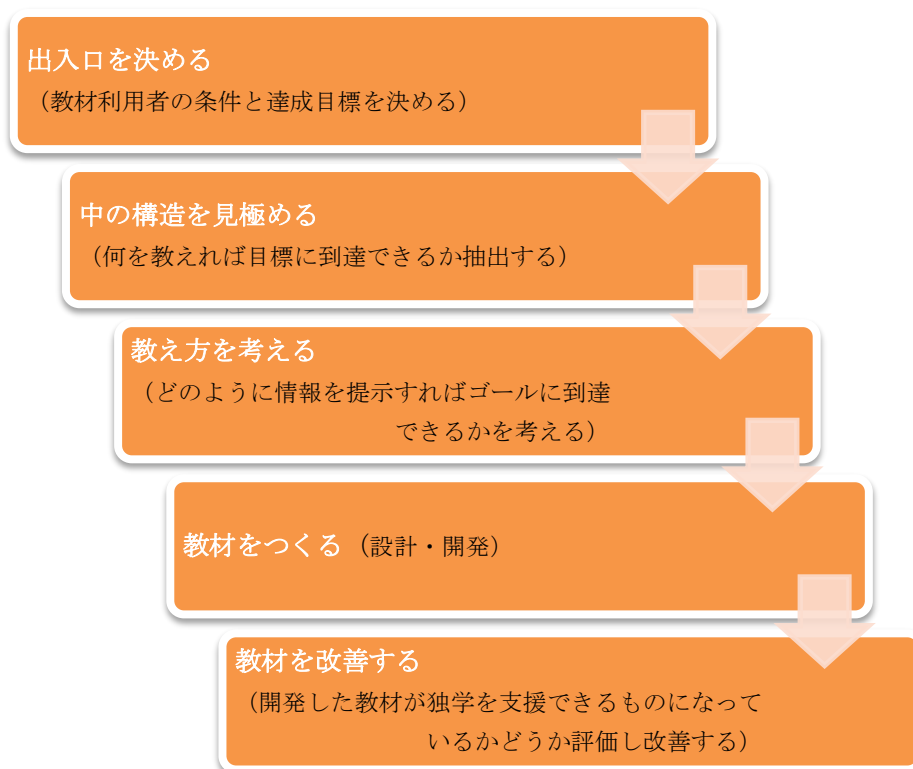 出入口を決める
（教材利用者の条件と達成目標を決める）
中の構造を見極める
（何を教えれば目標に到達できるか抽出する）
教え方を考える
（どのように情報を提示すればゴールに到達
できるかを考える）
教材をつくる（設計・開発）
教材を改善する
（開発した教材が独学を支援できるものになって
いるかどうか評価し改善する）